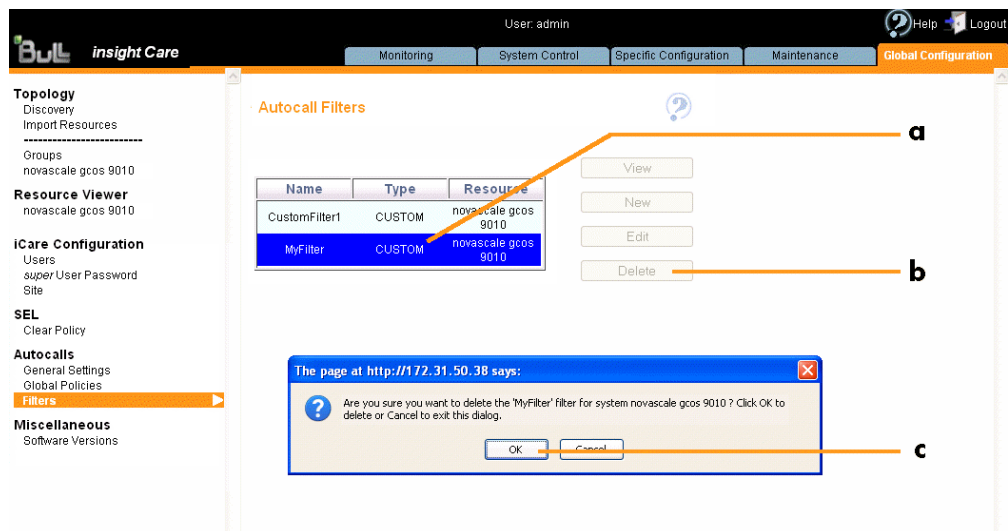 User: admin
Help
Logout
Bull
insight Care
Monitoring
System Control
Specific Configuration
Maintenance
Global Configuration
Topology
Discovery
Import Resources
------------------------
Groups
novascale gcos 9010
Resource Viewer
novascale gcos 9010
iCare Configuration
Users
super User Password
Site
SEL
Clear Policy
Autocalls
General Settings
Global Policies
Filters
Miscellaneous
Software Versions
Autocall Filters
Name Type Resource
CustomFilter1 CUSTOM novascale gcos 9010
MyFilter CUSTOM novascale gcos 9010
View
New
Edit
Delete
a
b
The page at http://172.31.50.38 says:
Are you sure you want to delete the 'MyFilter' filter for system novascale gcos 9010 ? Click OK to
delete or Cancel to exit this dialog.
OK
Cancel
c